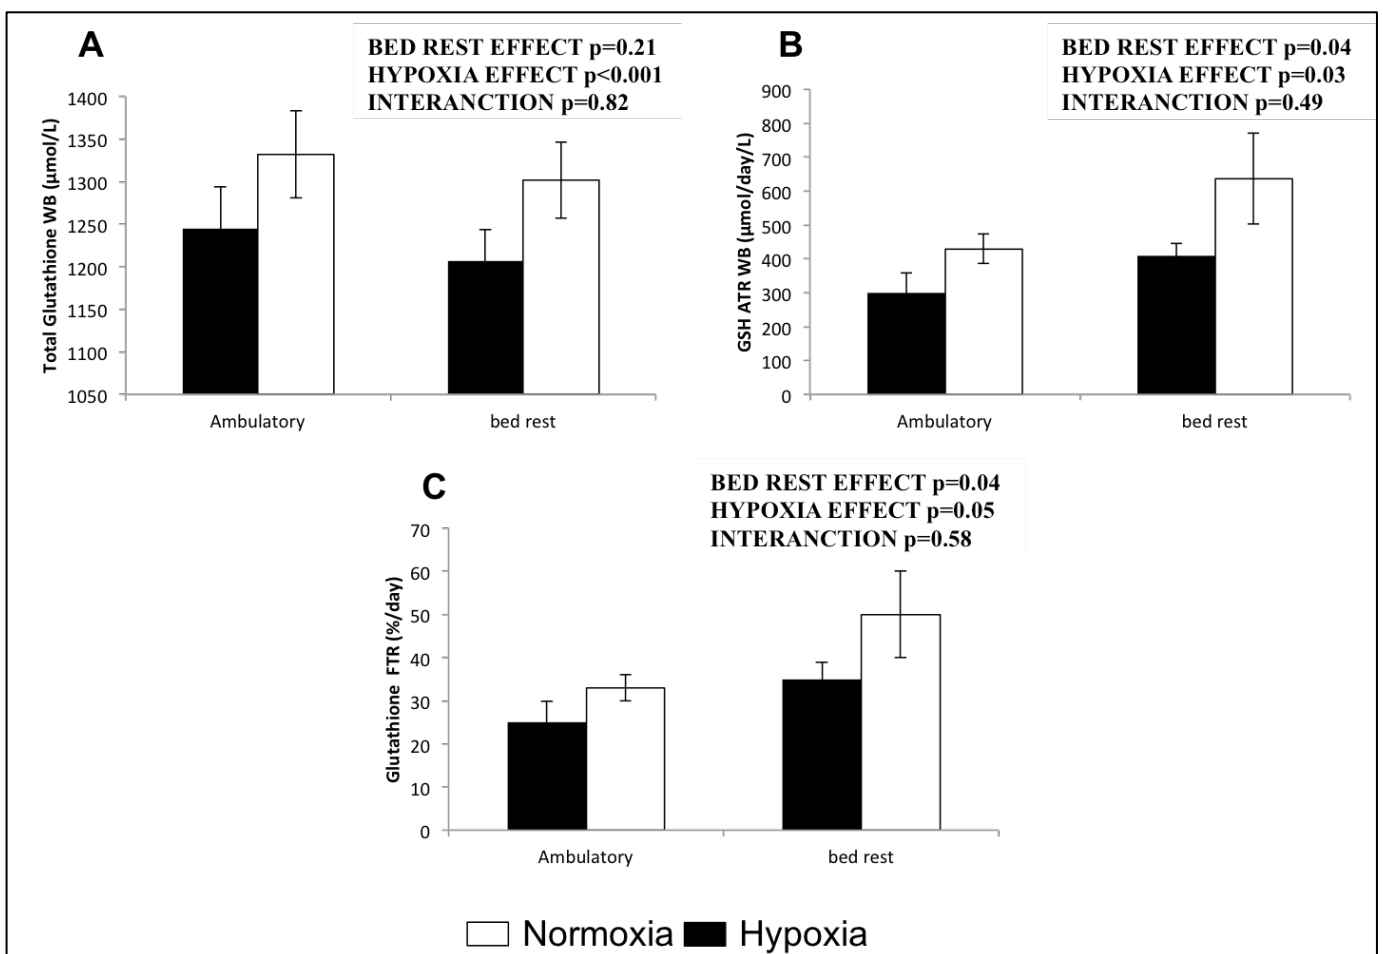 A
BED REST EFFECT p=0.21
HYPOXIA EFFECT p<0.001
INTERANCTION p=0.82
Total Glutathione WB (µmol/L)
1400
1350
1300
1250
1200
1150
1100
1050
Ambulatory
bed rest
B
BED REST EFFECT p=0.04
HYPOXIA EFFECT p=0.03
INTERANCTION p=0.49
GSH ATR WB (µmol/day/L)
900
800
700
600
500
400
300
200
100
0
Ambulatory
bed rest
C
BED REST EFFECT p=0.04
HYPOXIA EFFECT p=0.05
INTERANCTION p=0.58
Glutathione FTR (%/day)
70
60
50
40
30
20
10
0
Ambulatory
bed rest
Normoxia Hypoxia